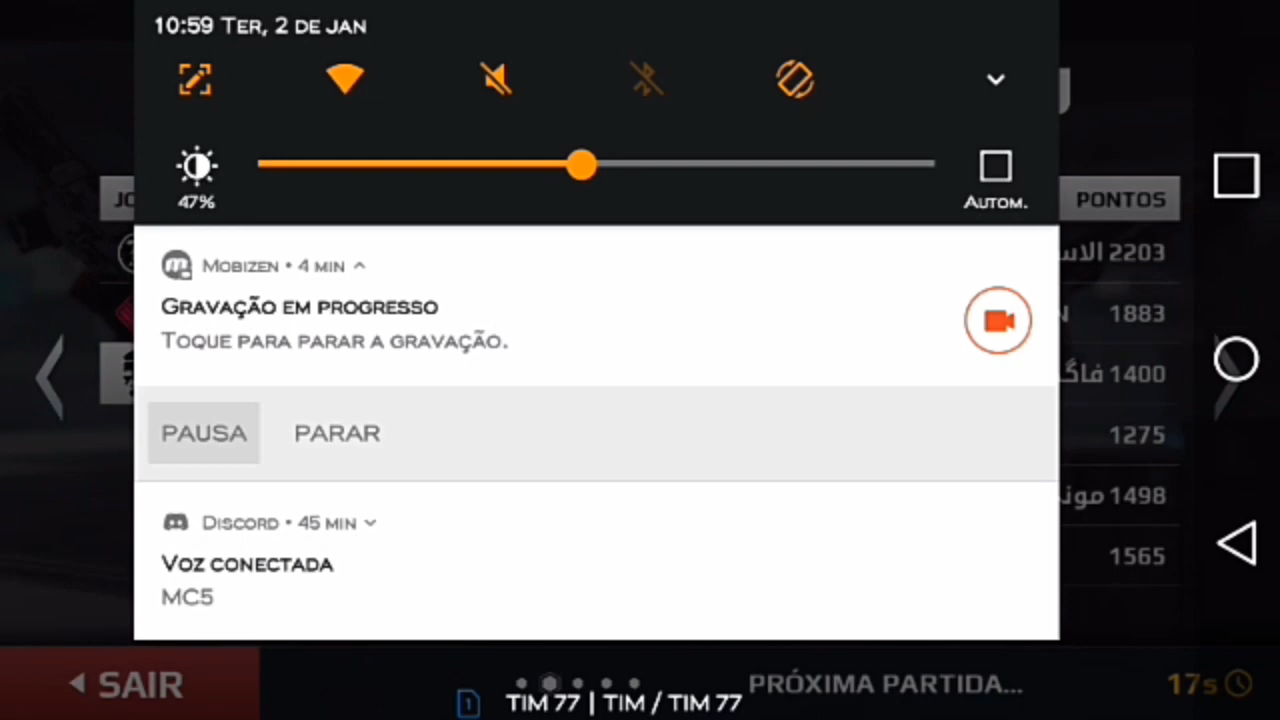 10:59 Ter, 2 de jan
47%
Autom.
PONTOS
Mobizen • 4 min
Gravação em progresso
Toque para parar a gravação.
2203
1883
1400
PAUSA PARAR
1275
1498
Discord • 45 min
Voz conectada
MC5
1565
SAIR
PRÓXIMA PARTIDA...
17s
1
TIM 77 | TIM / TIM 77